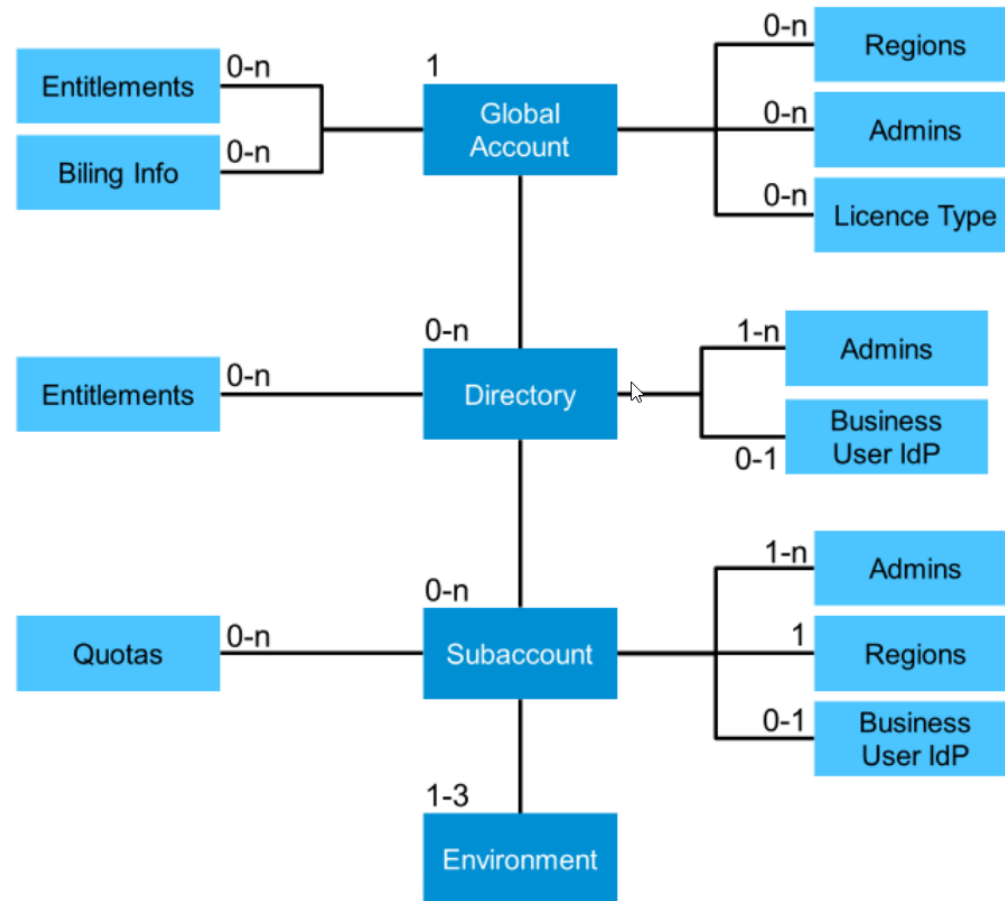 0-n
Regions
Entitlements
0-n
1
Global
Account
0-n
Admins
Biling Info
0-n
0-n
Licence Type
0-n
Directory
Entitlements
0-n
1-n
Admins
0-1
Business
User IdP
0-n
Subaccount
Quotas
0-n
1-n
Admins
1
Regions
0-1
Business
User IdP
1-3
Environment